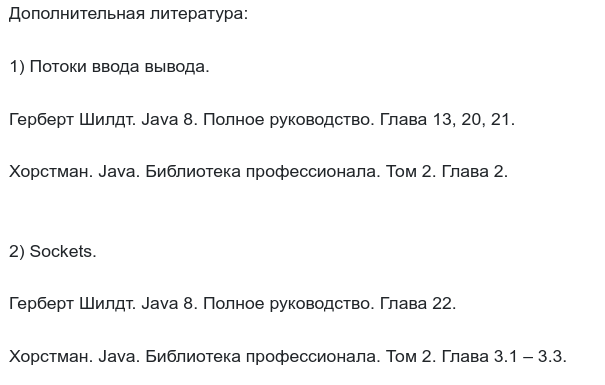 Дополнительная литература:
1) Потоки ввода вывода.
Герберт Шилдт. Java 8. Полное руководство. Глава 13, 20, 21.
Хорстман. Java. Библиотека профессионала. Том 2. Глава 2.
2) Sockets.
Герберт Шилдт. Java 8. Полное руководство. Глава 22.
Хорстман. Java. Библиотека профессионала. Том 2. Глава 3.1 – 3.3.